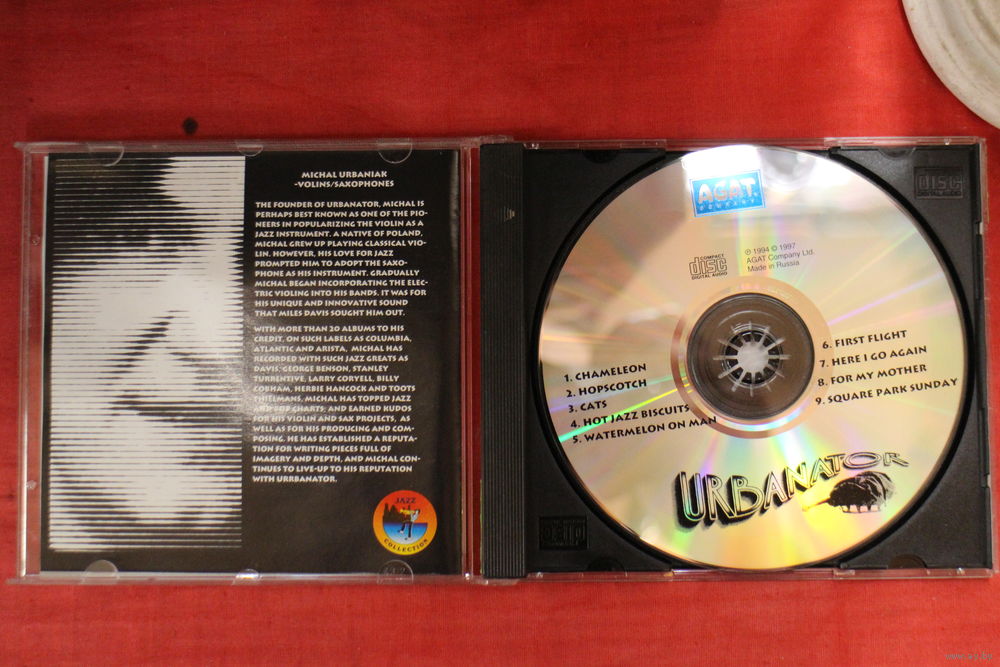 MICHAL URBANIAK
-VOLINS/SAXOPHONES
THE FOUNDER OF URBANATOR, MICHAL IS
PERHAPS BEST KNOWN AS ONE OF THE PIO-
NEERS IN POPULARIZING THE VIOLIN AS A
JAZZ INSTRUMENT. A NATIVE OF POLAND,
MICHAL GREW UP PLAYING CLASSICAL VIO-
LIN. HOWEVER, HIS LOVE FOR JAZZ
PROMPTED HIM TO ADOPT THE SAXO-
PHONE AS HIS INSTRUMENT. GRADUALLY
MICHAL BEGAN INCORPORATING THE ELEC-
TRIC VIOLING INTO HIS BANDS. IT WAS FOR
HIS UNIQUE AND INNOVATIVE SOUND
THAT MILES DAVIS SOUGHT HIM OUT.
WITH MORE THAN 20 ALBUMS TO HIS
CREDIT, ON SUCH LABELS AS COLUMBIA,
ATLANTIC AND ARISTA, MICHAL HAS
RECORDED WITH SUCH JAZZ GREATS AS
DAVIS, GEORGE BENSON, STANLEY
TURRENTIVE, LARRY CORYELL, BILLY
COBHAM, HERBIE HANCOCK AND TOOTS
THIELMANS, MICHAL HAS TOPPED JAZZ
AND POP CHARTS, AND EARNED KUDOS
FOR HIS VIOLIN AND SAX PROJECTS, AS
WELL AS FOR HIS PRODUCING AND COM-
POSING. HE HAS ESTABLISHED A REPUTA-
TION FOR WRITING PIECES FULL OF
IMAGERY AND DEPTH, AND MICHAL CON-
TINUES TO LIVE-UP TO HIS REPUTATION
WITH URRBANATOR.
JAZZ
COLLECTION
AGAT
COMPANY
COMPACT
disc
DIGITAL AUDIO
℗ 1994 © 1997
AGAT Company Ltd.
Made in Russia
1. CHAMELEON
2. HOPSCOTCH
3. CATS
4. HOT JAZZ BISCUITS
5. WATERMELON ON MAN
6. FIRST FLIGHT
7. HERE I GO AGAIN
8. FOR MY MOTHER
9. SQUARE PARK SUNDAY
URBANATOR
disc
disc
www.ay.by